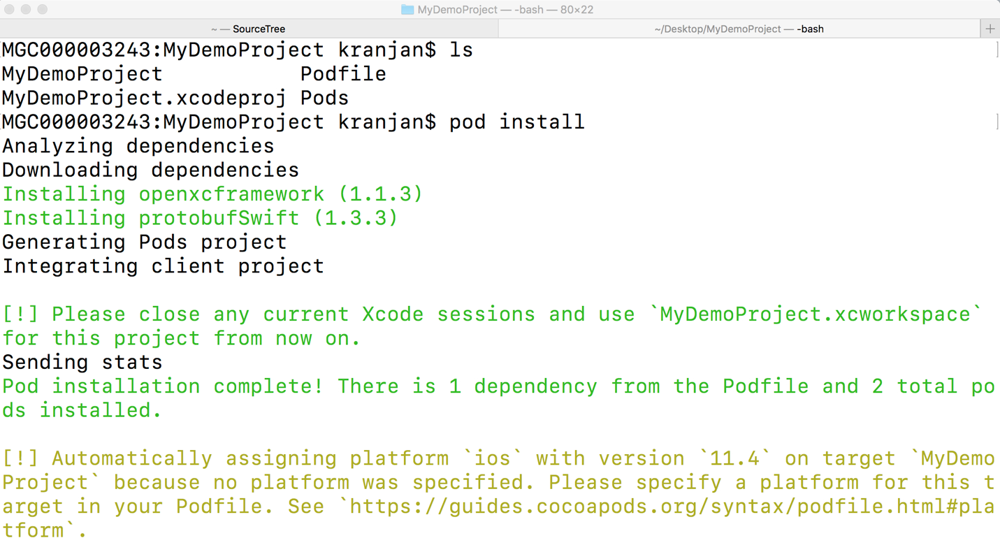 MyDemoProject — -bash — 80×22
~ — SourceTree
~/Desktop/MyDemoProject — -bash
+
[MGC000003243:MyDemoProject kranjan$ ls ]
MyDemoProject Podfile
MyDemoProject.xcodeproj Pods
[MGC000003243:MyDemoProject kranjan$ pod install ]
Analyzing dependencies
Downloading dependencies
Installing openxcframework (1.1.3)
Installing protobufSwift (1.3.3)
Generating Pods project
Integrating client project
[!] Please close any current Xcode sessions and use `MyDemoProject.xcworkspace`
for this project from now on.
Sending stats
Pod installation complete! There is 1 dependency from the Podfile and 2 total po
ds installed.
[!] Automatically assigning platform `ios` with version `11.4` on target `MyDemo
Project` because no platform was specified. Please specify a platform for this t
arget in your Podfile. See `https://guides.cocoapods.org/syntax/podfile.html#pla
tform`.